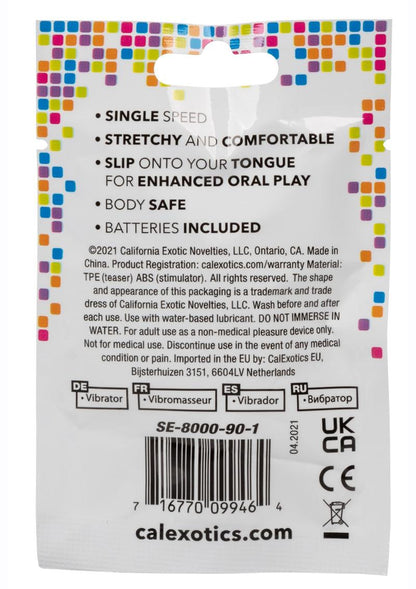 • SINGLE SPEED
• STRETCHY AND COMFORTABLE
• SLIP ONTO YOUR TONGUE
FOR ENHANCED ORAL PLAY
• BODY SAFE
• BATTERIES INCLUDED
©2021 California Exotic Novelties, LLC, Ontario, CA. Made in
China. Product Registration: calexotics.com/warranty Material:
TPE (teaser) ABS (stimulator). All rights reserved. The shape
and appearance of this packaging is a trademark and trade
dress of California Exotic Novelties, LLC. Wash before and after
each use. Use with water-based lubricant. DO NOT IMMERSE IN
WATER. For adult use as a non-medical pleasure device only.
Not for medical use. Discontinue use in the event of any medical
condition or pain. Imported in the EU by: CalExotics EU,
Bijsterhuizen 3151, 6604LV Netherlands
DE • Vibrator
FR • Vibromasseur
ES • Vibrador
RU • Вибратор
SE-8000-90-1
04.2021
UK
CA
CE
7 16770 09946 4
calexotics.com